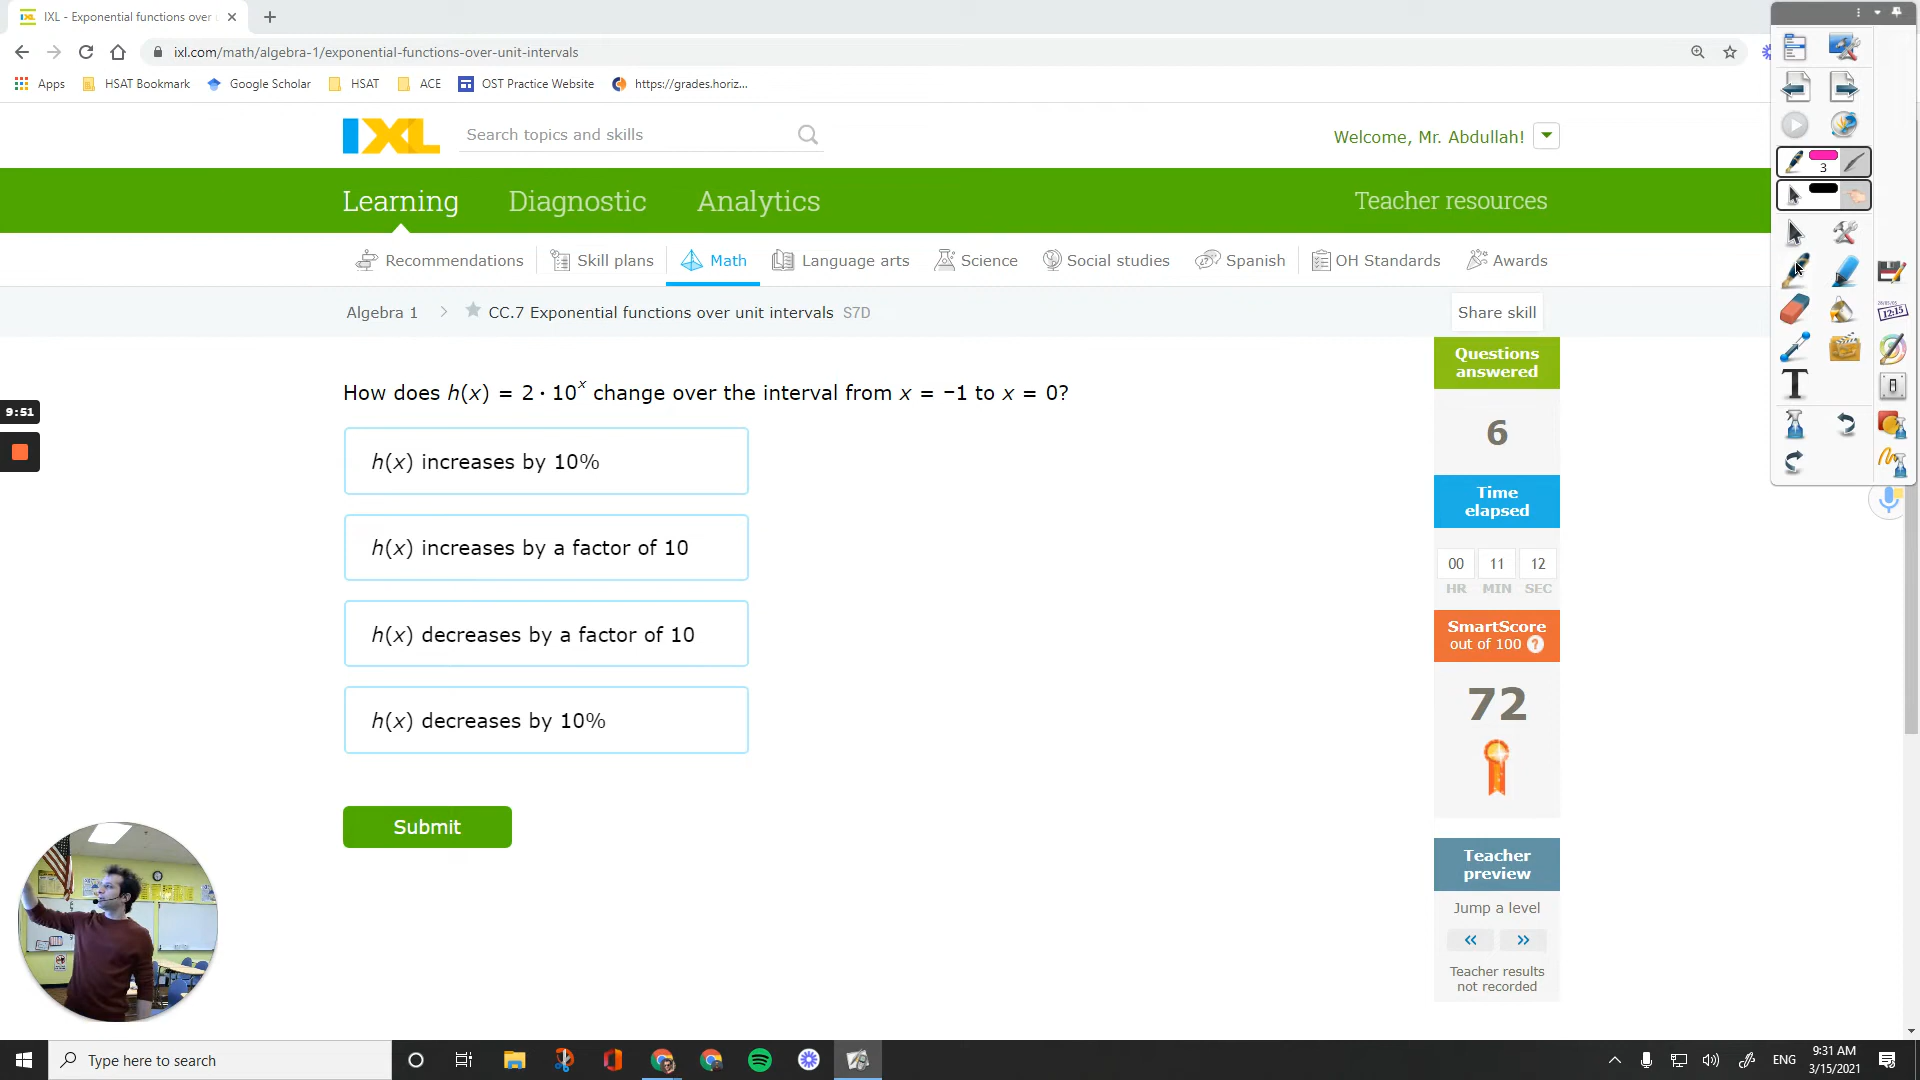 IXL - Exponential functions over
ixl.com/math/algebra-1/exponential-functions-over-unit-intervals
Apps HSAT Bookmark Google Scholar HSAT ACE OST Practice Website https://grades.horiz...
IXL Search topics and skills Welcome, Mr. Abdullah!
Learning Diagnostic Analytics Teacher resources
Recommendations Skill plans Math Language arts Science Social studies Spanish OH Standards Awards
Algebra 1 > CC.7 Exponential functions over unit intervals S7D Share skill
How does h(x) = 2 · 10ˣ change over the interval from x = −1 to x = 0?
h(x) increases by 10%
h(x) increases by a factor of 10
h(x) decreases by a factor of 10
h(x) decreases by 10%
Submit
Questions
answered
6
Time
elapsed
00 11 12
HR MIN SEC
SmartScore
out of 100 ?
72
Teacher
preview
Jump a level
Teacher results
not recorded
9:51
3
T
12:15
Type here to search
ENG
9:31 AM
3/15/2021